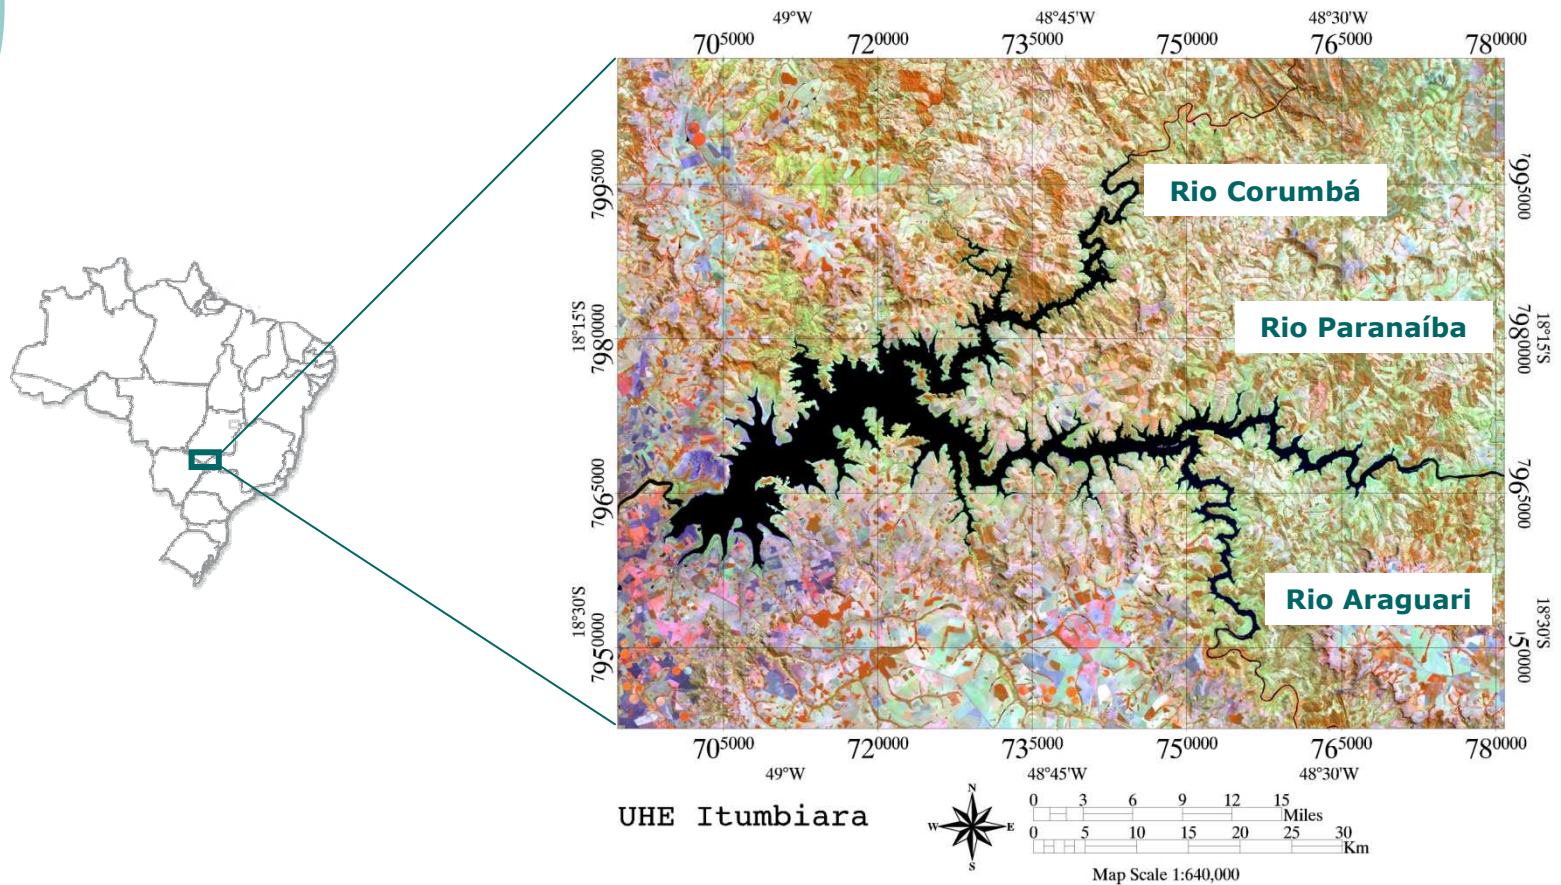 49°W 48°45'W 48°30'W
705000 720000 735000 750000 765000 780000
7995000 7995000
Rio Corumbá
Rio Paranaíba
18°15'S 7980000 7980000 18°15'S
7965000 7965000
Rio Araguari
18°30'S 7950000 50000 18°30'S
705000 720000 735000 750000 765000 780000
49°W 48°45'W 48°30'W
UHE Itumbiara
N
W E
S
0 3 6 9 12 15
Miles
0 5 10 15 20 25 30
Km
Map Scale 1:640,000